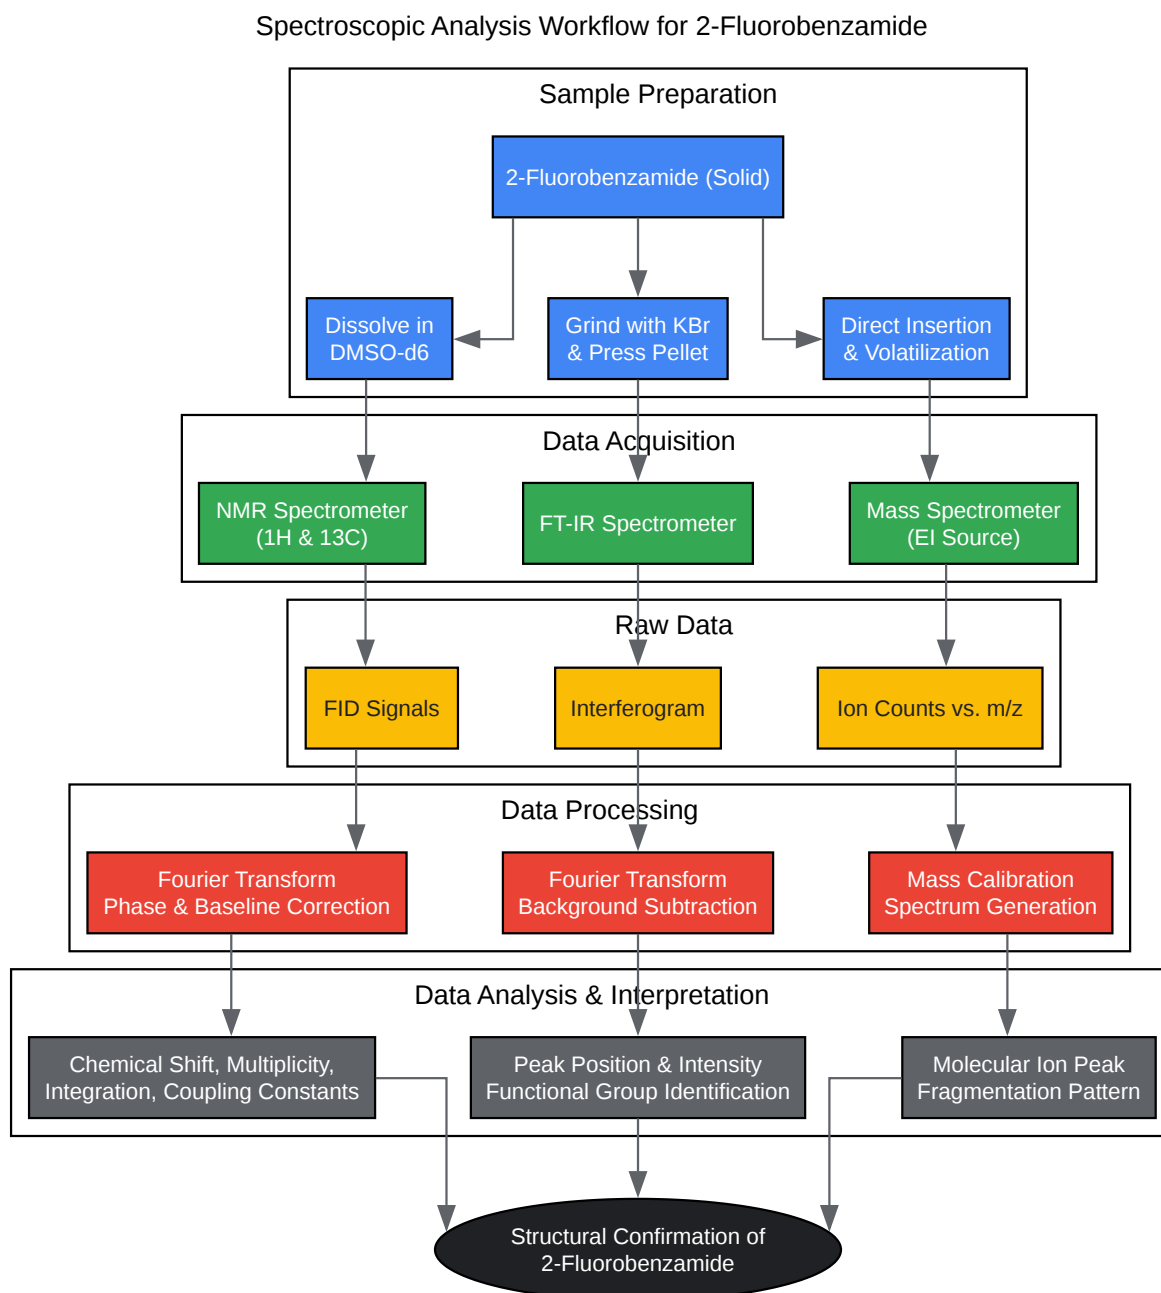 Spectroscopic Analysis Workflow for 2-Fluorobenzamide
Sample Preparation
2-Fluorobenzamide (Solid)
Dissolve in
DMSO-d6
Grind with KBr
& Press Pellet
Direct Insertion
& Volatilization
Data Acquisition
NMR Spectrometer
(1H & 13C)
FT-IR Spectrometer
Mass Spectrometer
(EI Source)
Raw Data
FID Signals
Interferogram
Ion Counts vs. m/z
Data Processing
Fourier Transform
Phase & Baseline Correction
Fourier Transform
Background Subtraction
Mass Calibration
Spectrum Generation
Data Analysis & Interpretation
Chemical Shift, Multiplicity,
Integration, Coupling Constants
Peak Position & Intensity
Functional Group Identification
Molecular Ion Peak
Fragmentation Pattern
Structural Confirmation of
2-Fluorobenzamide